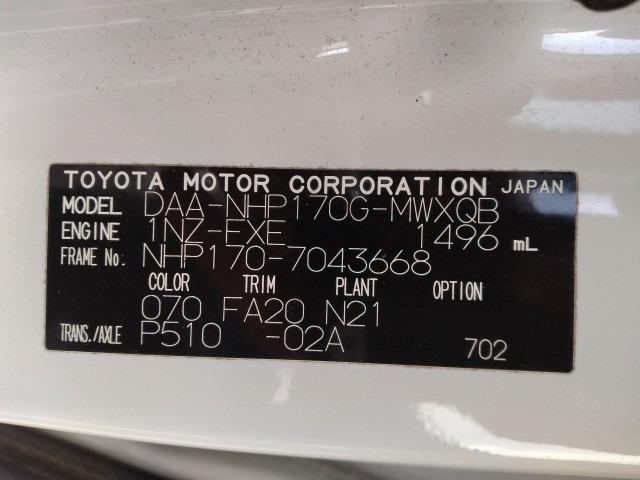 TOYOTA MOTOR CORPORATION JAPAN
MODEL DAA-NHP170G-MWXQB
ENGINE 1NZ-FXE 1496 mL
FRAME No. NHP170-7043668
COLOR TRIM PLANT OPTION
070 FA20 N21
TRANS./AXLE P510 -02A 702